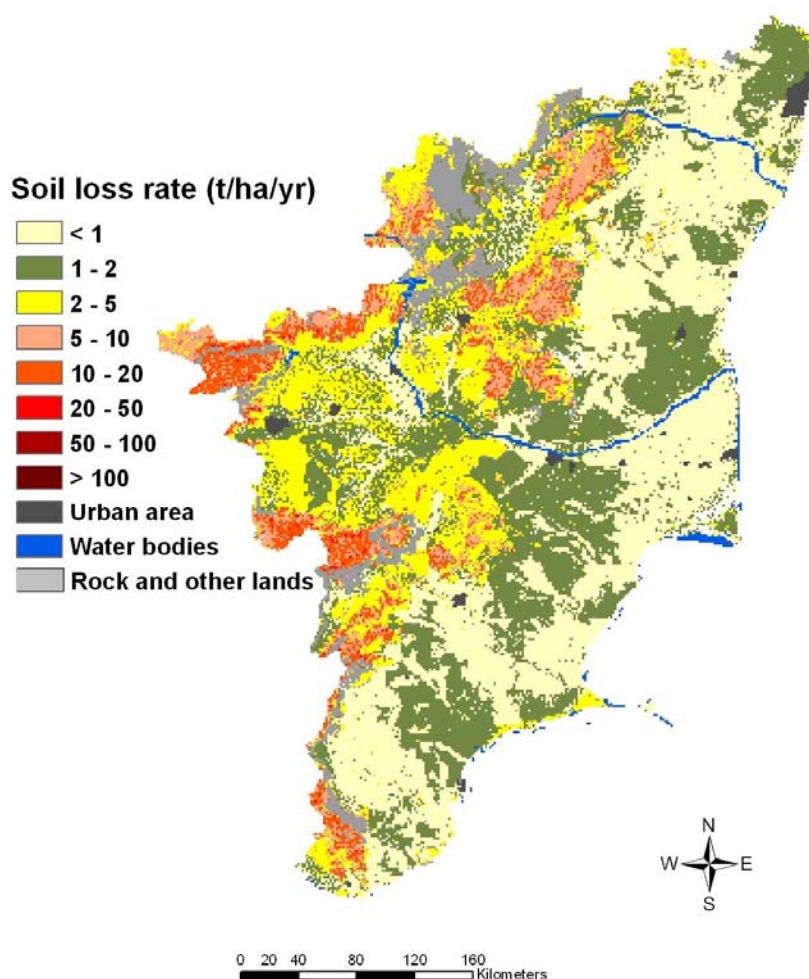 Soil loss rate (t/ha/yr)
< 1
1 - 2
2 - 5
5 - 10
10 - 20
20 - 50
50 - 100
> 100
Urban area
Water bodies
Rock and other lands
N
W E
S
0 20 40 80 120 160
Kilometers